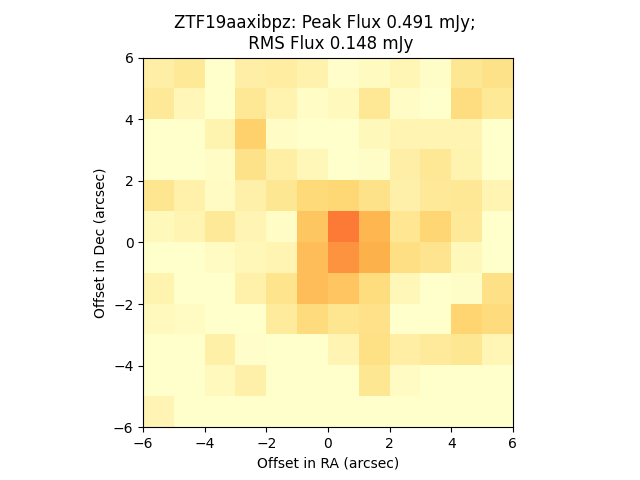 ZTF19aaxibpz: Peak Flux 0.491 mJy;
RMS Flux 0.148 mJy
6
4
2
0
−2
−4
−6
Offset in Dec (arcsec)
−6 −4 −2 0 2 4 6
Offset in RA (arcsec)